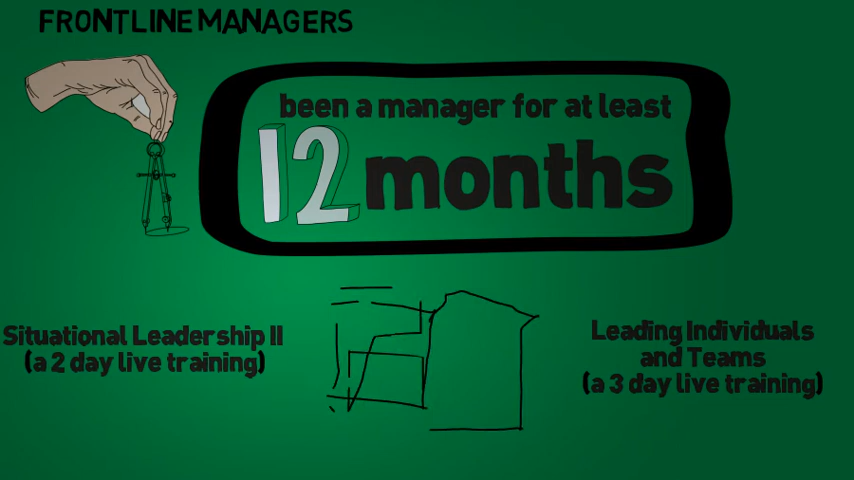 FRONTLINE MANAGERS
been a manager for at least
12 months
Situational Leadership II
(a 2 day live training)
Leading Individuals
and Teams
(a 3 day live training)